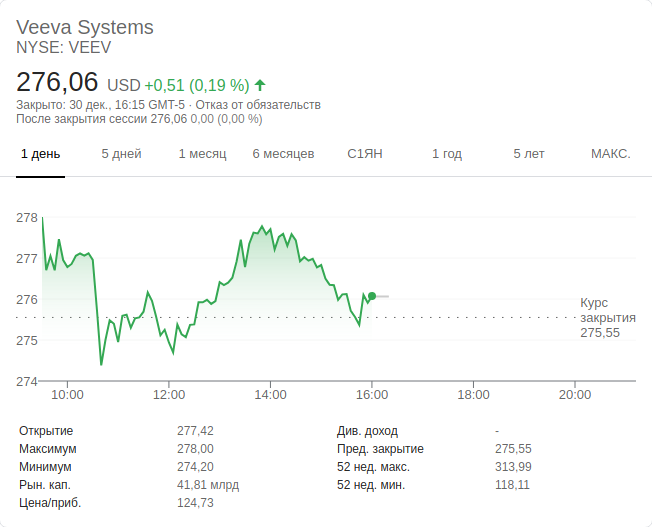 Veeva Systems
NYSE: VEEV
276,06 USD +0,51 (0,19 %)
Закрыто: 30 дек., 16:15 GMT-5 · Отказ от обязательств
После закрытия сессии 276,06 0,00 (0,00 %)
1 день 5 дней 1 месяц 6 месяцев С1ЯН 1 год 5 лет МАКС.
278
277
276
275
274
Курс
закрытия
275,55
10:00 12:00 14:00 16:00 18:00 20:00
Открытие 277,42 Див. доход -
Максимум 278,00 Пред. закрытие 275,55
Минимум 274,20 52 нед. макс. 313,99
Рын. кап. 41,81 млрд 52 нед. мин. 118,11
Цена/приб. 124,73